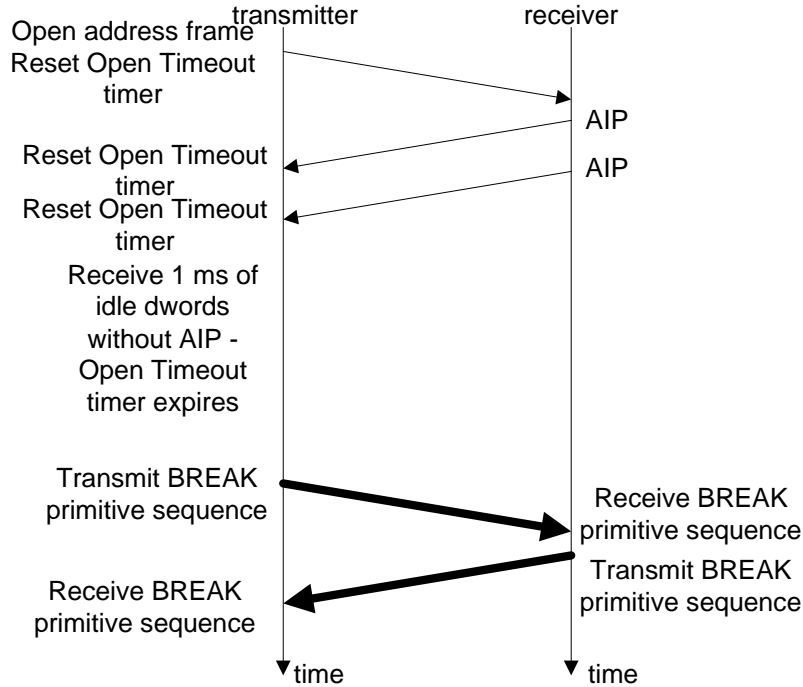 transmitter
receiver
Open address frame
Reset Open Timeout
timer
AIP
Reset Open Timeout
timer
AIP
Reset Open Timeout
timer
Receive 1 ms of
idle dwords
without AIP -
Open Timeout
timer expires
Transmit BREAK
primitive sequence
Receive BREAK
primitive sequence
Transmit BREAK
primitive sequence
Receive BREAK
primitive sequence
time
time